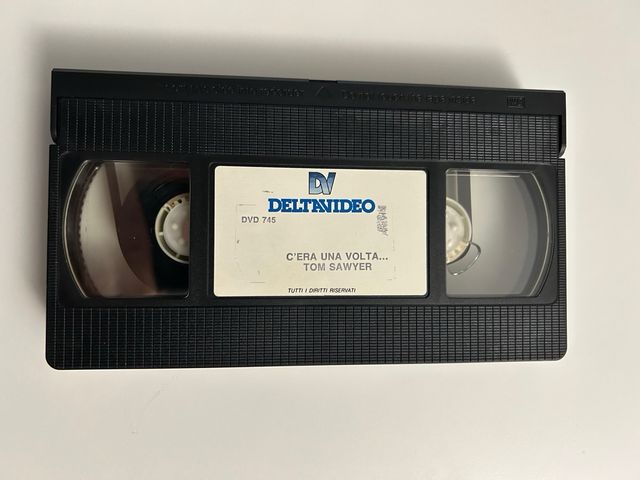 DV
DELTAVIDEO
DVD 745
C'ERA UNA VOLTA...
TOM SAWYER
TUTTI I DIRITTI RISERVATI